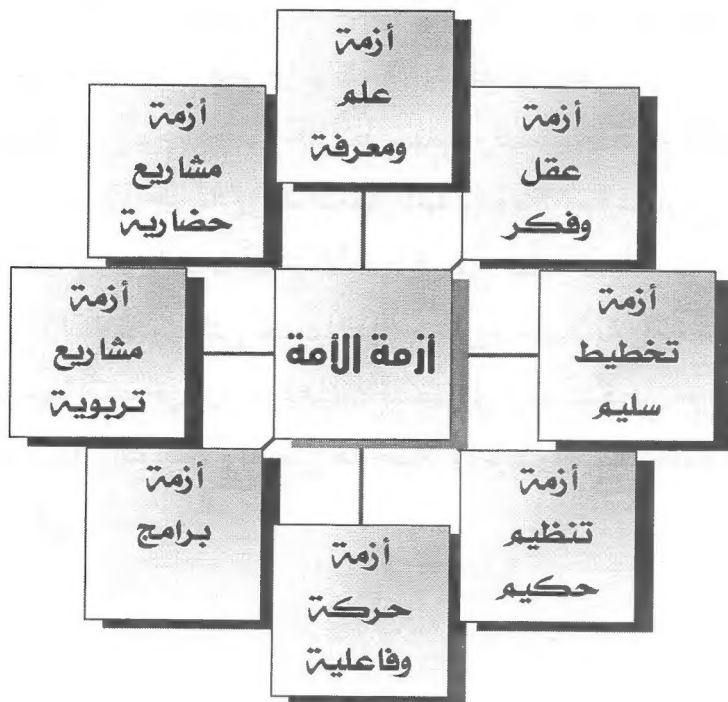 أزمة
علم
ومعرفة
أزمة
عقل
وفكر
أزمة
تخطيط
سليم
أزمة
تنظيم
حكيم
أزمة
حركة
وفاعلية
أزمة
برامج
أزمة
مشاريع
تربوية
أزمة
مشاريع
حضارية
أزمة الأمة